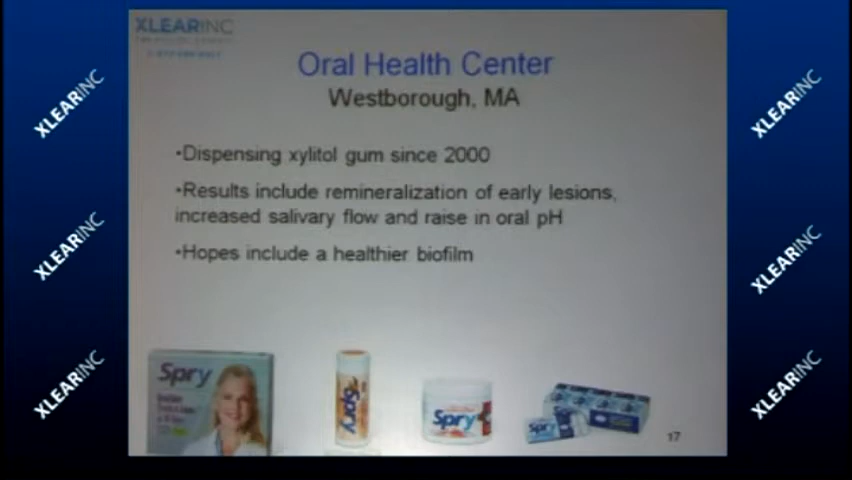 XLEARINC
Oral Health Center
Westborough, MA
•Dispensing xylitol gum since 2000
•Results include remineralization of early lesions,
increased salivary flow and raise in oral pH
•Hopes include a healthier biofilm
Spry
Spry
Spry
Spry
17
XLEARINC
XLEARINC
XLEARINC
XLEARINC
XLEARINC
XLEARINC